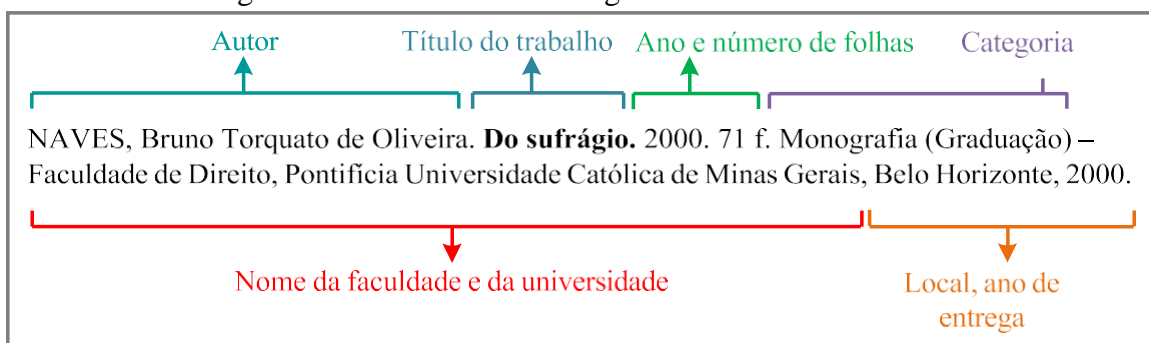 Autor Título do trabalho Ano e número de folhas Categoria
NAVES, Bruno Torquato de Oliveira. Do sufrágio. 2000. 71 f. Monografia (Graduação) –
Faculdade de Direito, Pontifícia Universidade Católica de Minas Gerais, Belo Horizonte, 2000.
Nome da faculdade e da universidade
Local, ano de
entrega